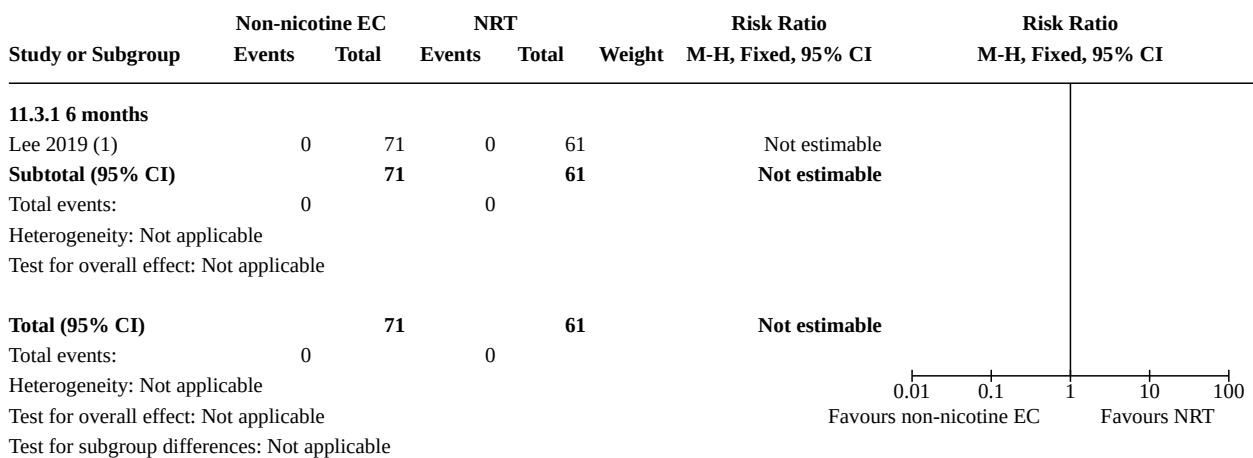 Non-nicotine EC NRT Risk Ratio Risk Ratio
Study or Subgroup Events Total Events Total Weight M-H, Fixed, 95% CI M-H, Fixed, 95% CI
11.3.1 6 months
Lee 2019 (1) 0 71 0 61 Not estimable
Subtotal (95% CI) 71 61 Not estimable
Total events: 0 0
Heterogeneity: Not applicable
Test for overall effect: Not applicable
Total (95% CI) 71 61 Not estimable
Total events: 0 0
Heterogeneity: Not applicable
0.01 0.1 1 10 100
Test for overall effect: Not applicable Favours non-nicotine EC Favours NRT
Test for subgroup differences: Not applicable